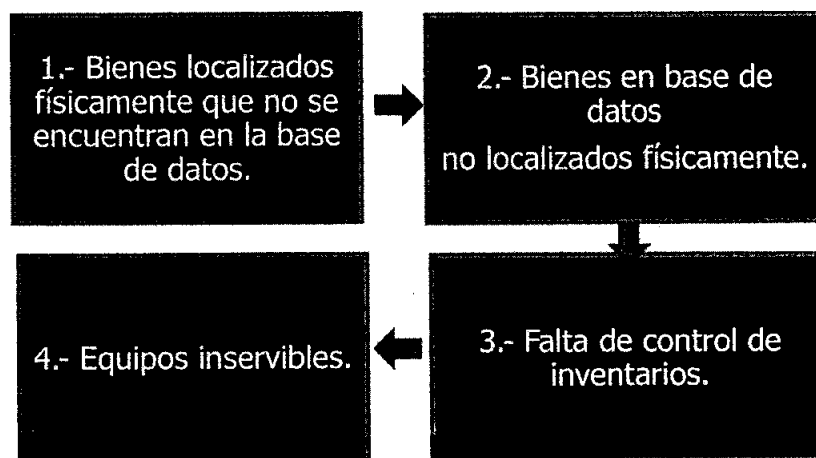 1.- Bienes localizados
físicamente que no se
encuentran en la base
de datos.
2.- Bienes en base de
datos
no localizados físicamente.
3.- Falta de control de
inventarios.
4.- Equipos inservibles.